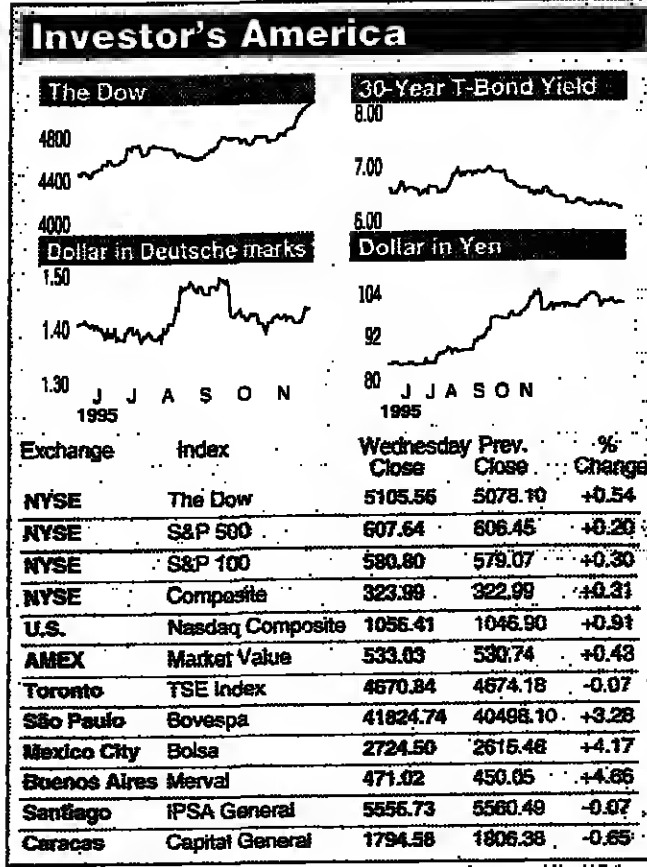 Investor's America
The Dow
4800
4400
4000
30-Year T-Bond Yield
8.00
7.00
6.00
Dollar in Deutsche marks
1.50
1.40
1.30
J J A S O N
1995
Dollar in Yen
104
92
80
J J A S O N
1995
Exchange Index Wednesday Close Prev. Close % Change
NYSE The Dow 5105.56 5078.10 +0.54
NYSE S&P 500 607.64 606.45 +0.20
NYSE S&P 100 580.80 579.07 +0.30
NYSE Composite 323.99 322.99 +0.31
U.S. Nasdaq Composite 1056.41 1046.90 +0.91
AMEX Market Value 533.03 530.74 +0.43
Toronto TSE Index 4670.84 4674.18 -0.07
São Paulo Bovespa 41824.74 40498.10 +3.28
Mexico City Bolsa 2724.50 2615.46 +4.17
Buenos Aires Merval 471.02 450.05 +4.66
Santiago IPSA General 5556.73 5560.49 -0.07
Caracas Capital General 1794.58 1806.38 -0.65